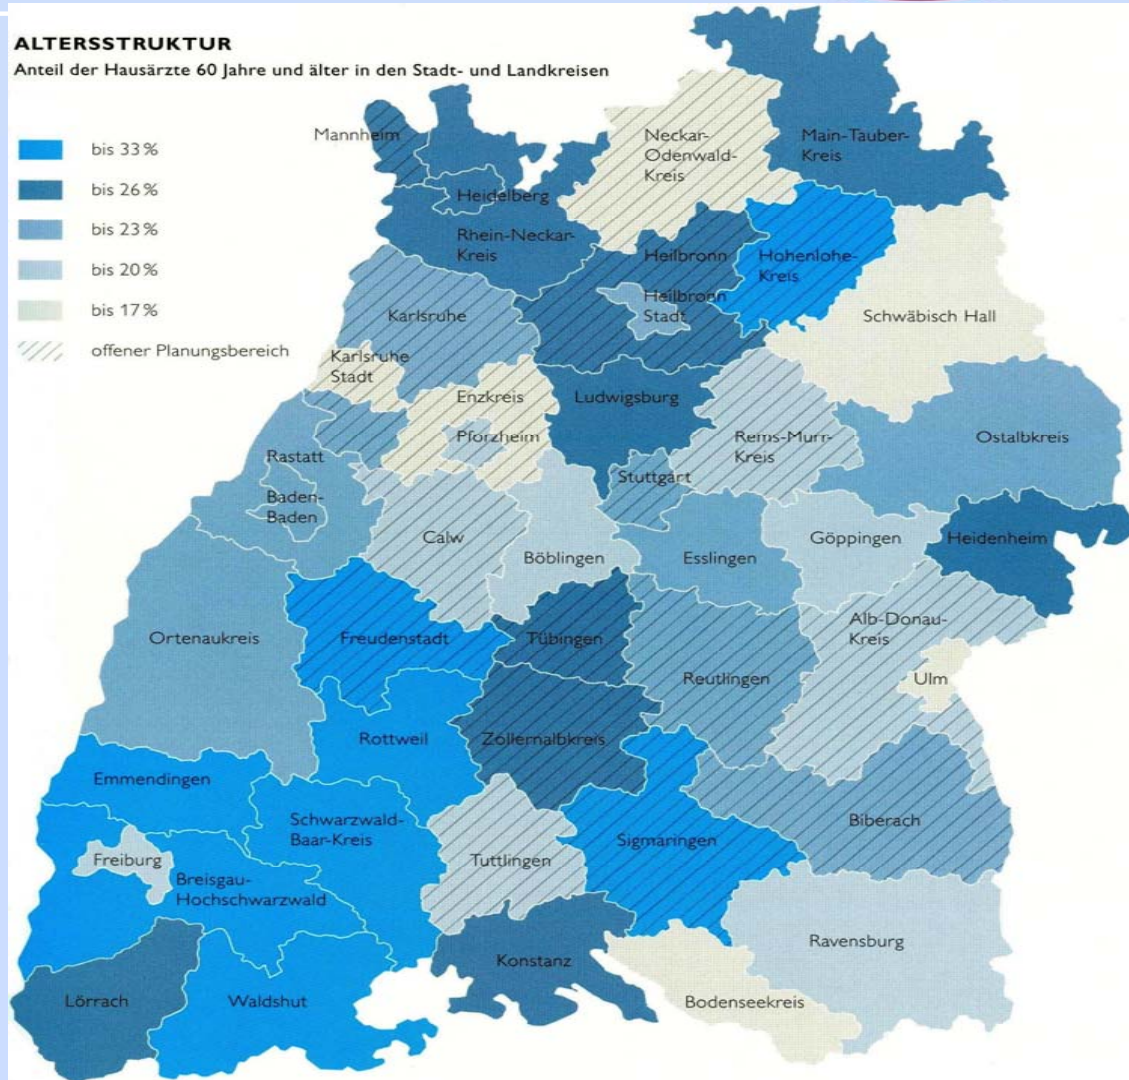 ALTERSSTRUKTUR
Anteil der Hausärzte 60 Jahre und älter in den Stadt- und Landkreisen
bis 33 %
bis 26 %
bis 23 %
bis 20 %
bis 17 %
offener Planungsbereich
Mannheim
Neckar-
Odenwald-
Kreis
Main-Tauber-
Kreis
Heidelberg
Rhein-Neckar-
Kreis
Heilbronn
Hohenlohe-
Kreis
Heilbronn
Stadt
Karlsruhe
Schwäbisch Hall
Karlsruhe
Stadt
Enzkreis
Ludwigsburg
Pforzheim
Rems-Murr-
Kreis
Ostalbkreis
Rastatt
Stuttgart
Baden-
Baden
Calw
Böblingen
Esslingen
Göppingen
Heidenheim
Ortenaukreis
Freudenstadt
Tübingen
Alb-Donau-
Kreis
Reutlingen
Ulm
Rottweil
Zollernalbkreis
Emmendingen
Schwarzwald-
Baar-Kreis
Sigmaringen
Biberach
Freiburg
Tuttlingen
Breisgau-
Hochschwarzwald
Ravensburg
Konstanz
Lörrach
Waldshut
Bodenseekreis